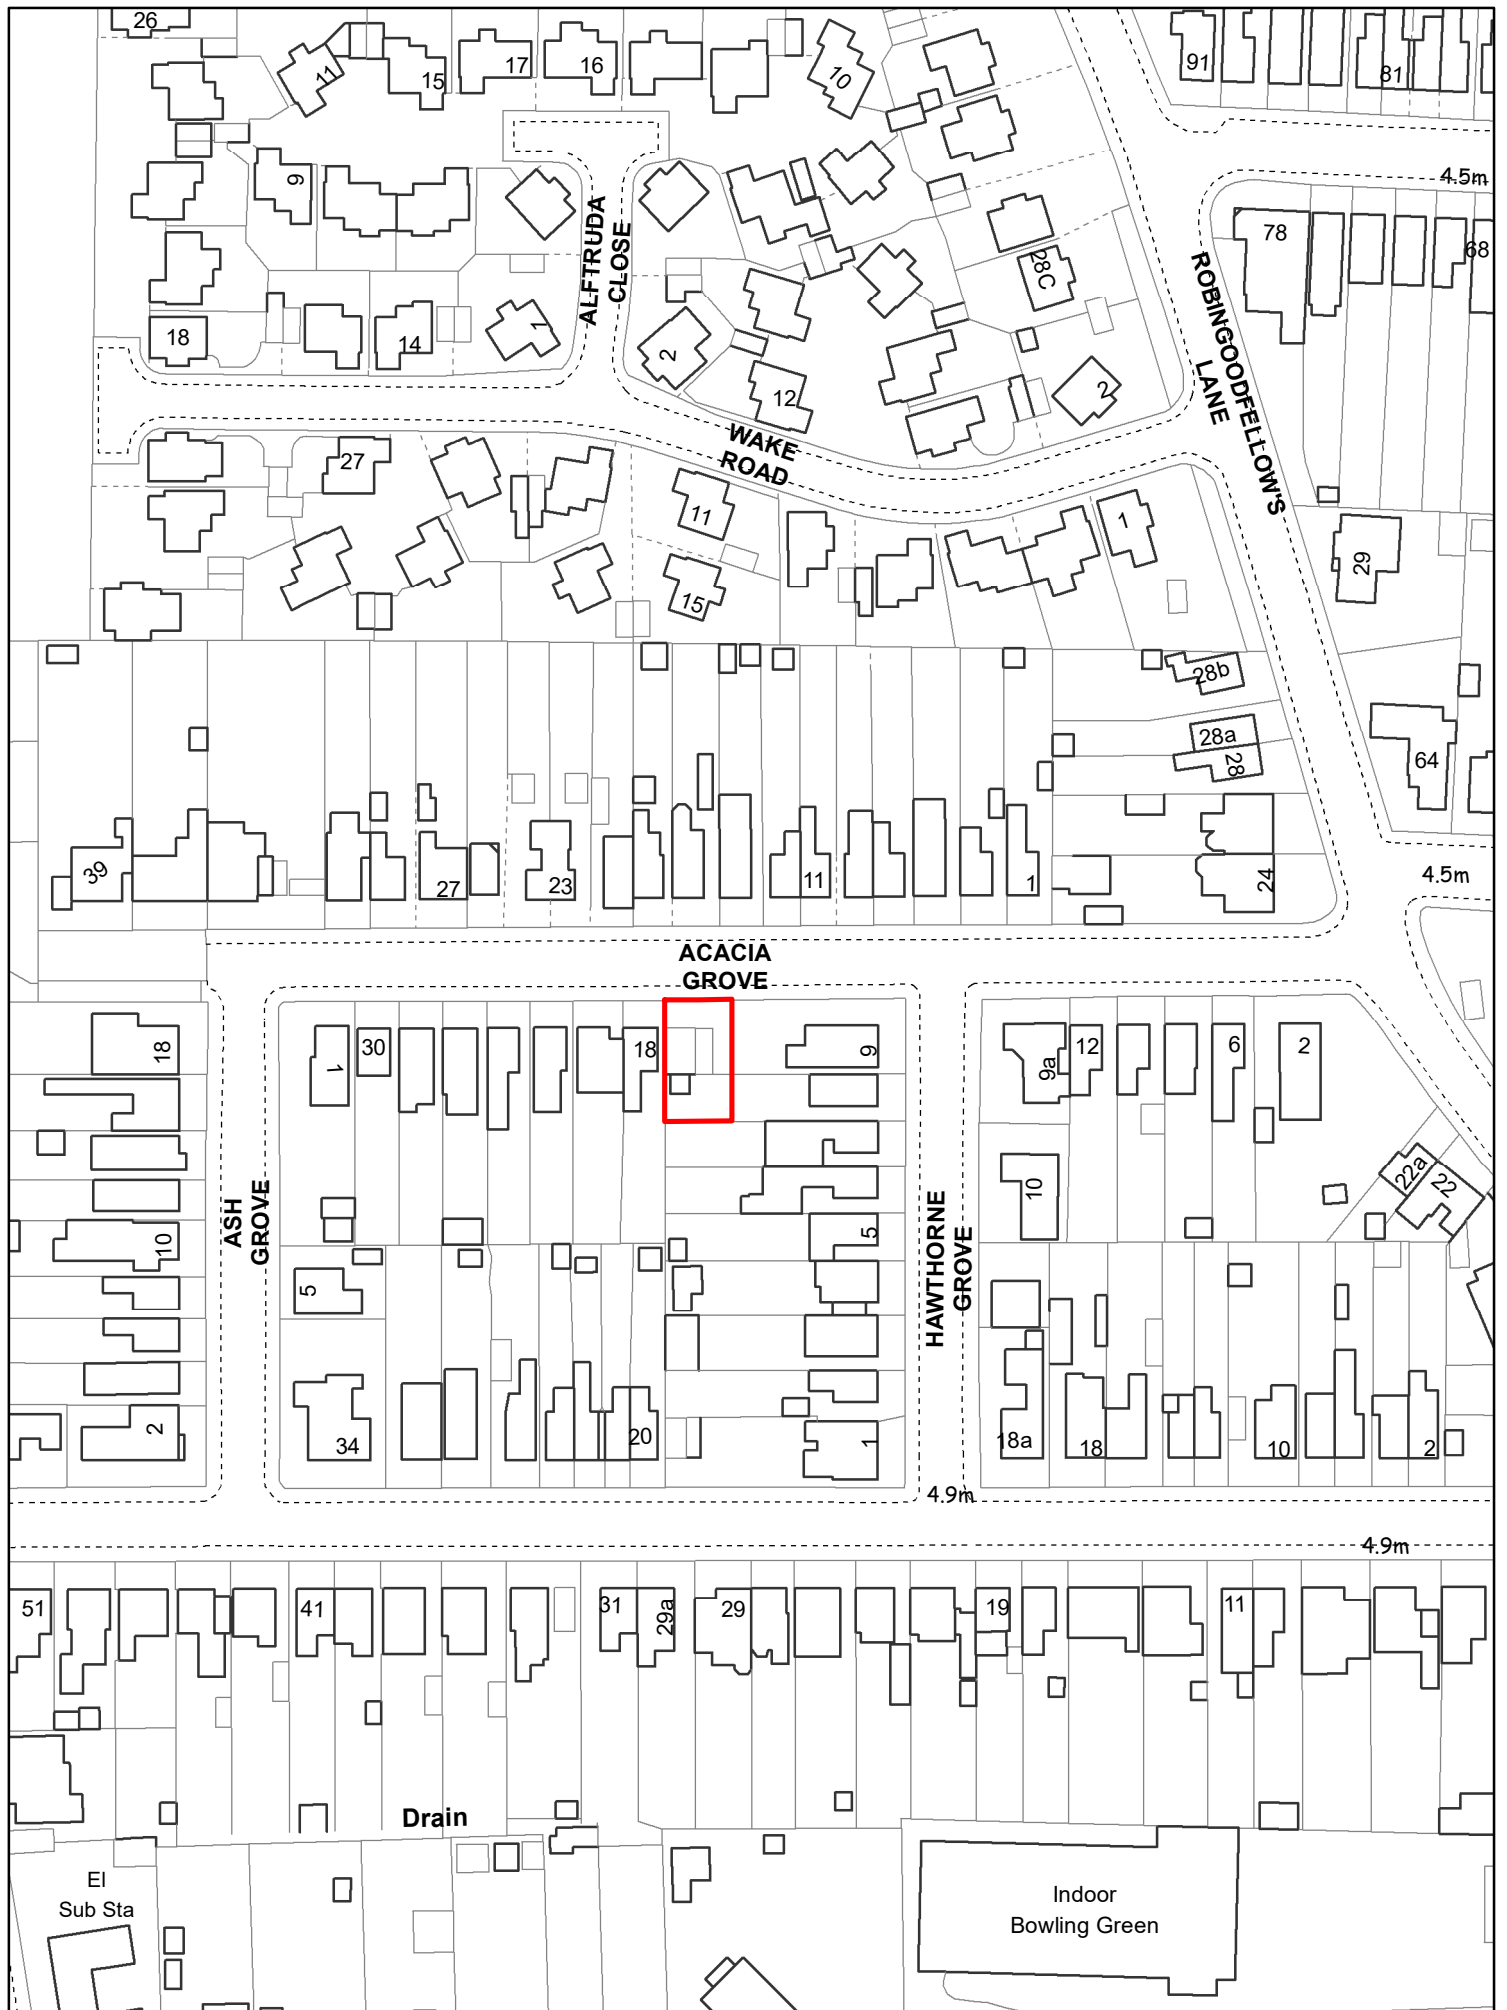 26
11
15
17
16
10
91
81
4.5m
9
78
68
ALFTRUDA
CLOSE
28C
ROBINGOODFELLOW'S
LANE
18
14
7
2
12
2
WAKE
ROAD
27
11
1
29
15
28b
28a
28
64
39
27
23
11
1
24
4.5m
ACACIA
GROVE
18
1
30
18
9
9a
12
6
2
22a
22
10
ASH
GROVE
10
5
HAWTHORNE
GROVE
5
2
34
20
1
18a
18
10
2
4.9m
4.9m
51
41
31
29a
29
19
11
Drain
El
Sub Sta
Indoor
Bowling Green